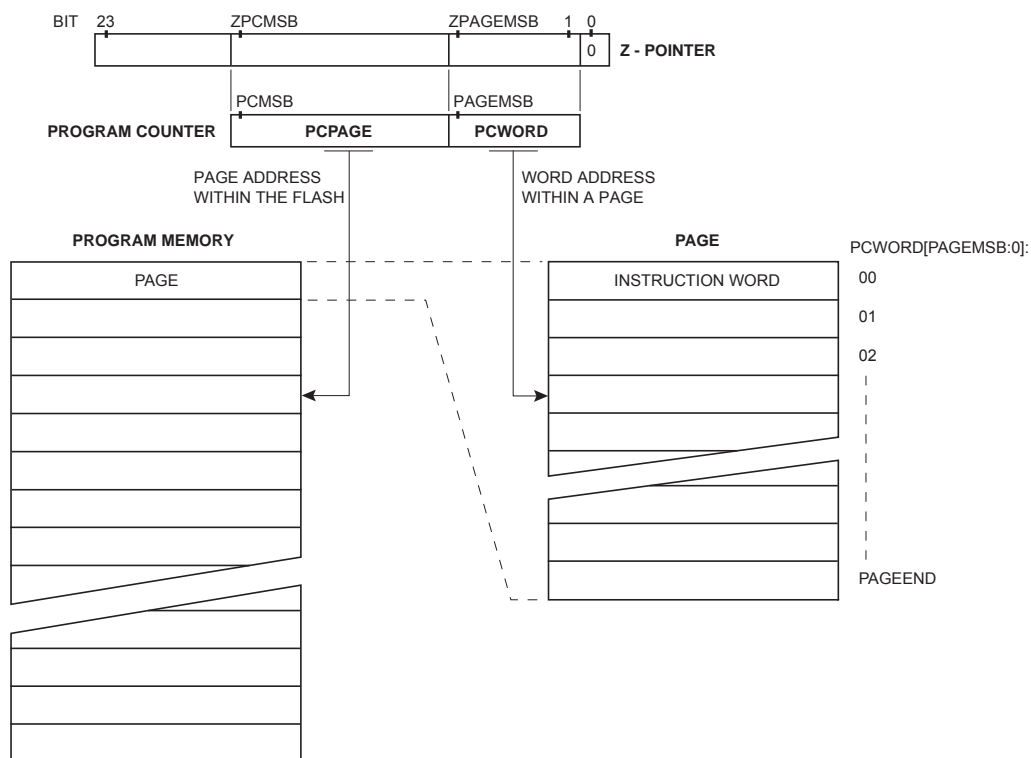 BIT 23 ZPCMSB ZPAGEMSB 1 0
0 Z - POINTER
PCMSB PAGEMSB
PROGRAM COUNTER PCPAGE PCWORD
PAGE ADDRESS
WITHIN THE FLASH
WORD ADDRESS
WITHIN A PAGE
PROGRAM MEMORY
PAGE
PAGE
INSTRUCTION WORD
PCWORD[PAGEMSB:0]:
00
01
02
PAGEEND